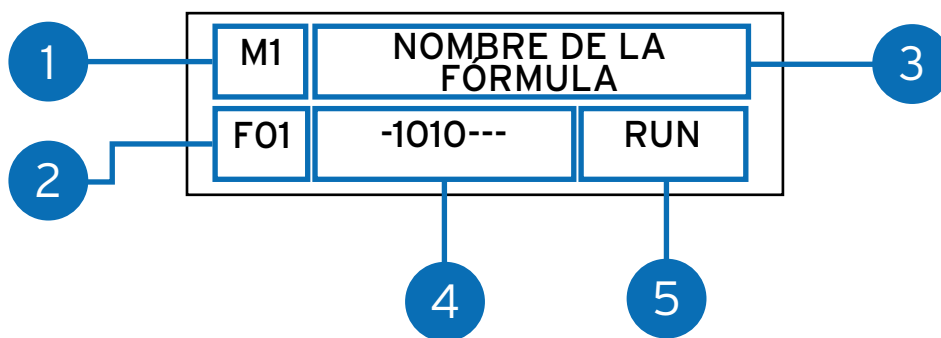 1
M1
NOMBRE DE LA
FÓRMULA
3
2
F01
-1010---
RUN
4
5